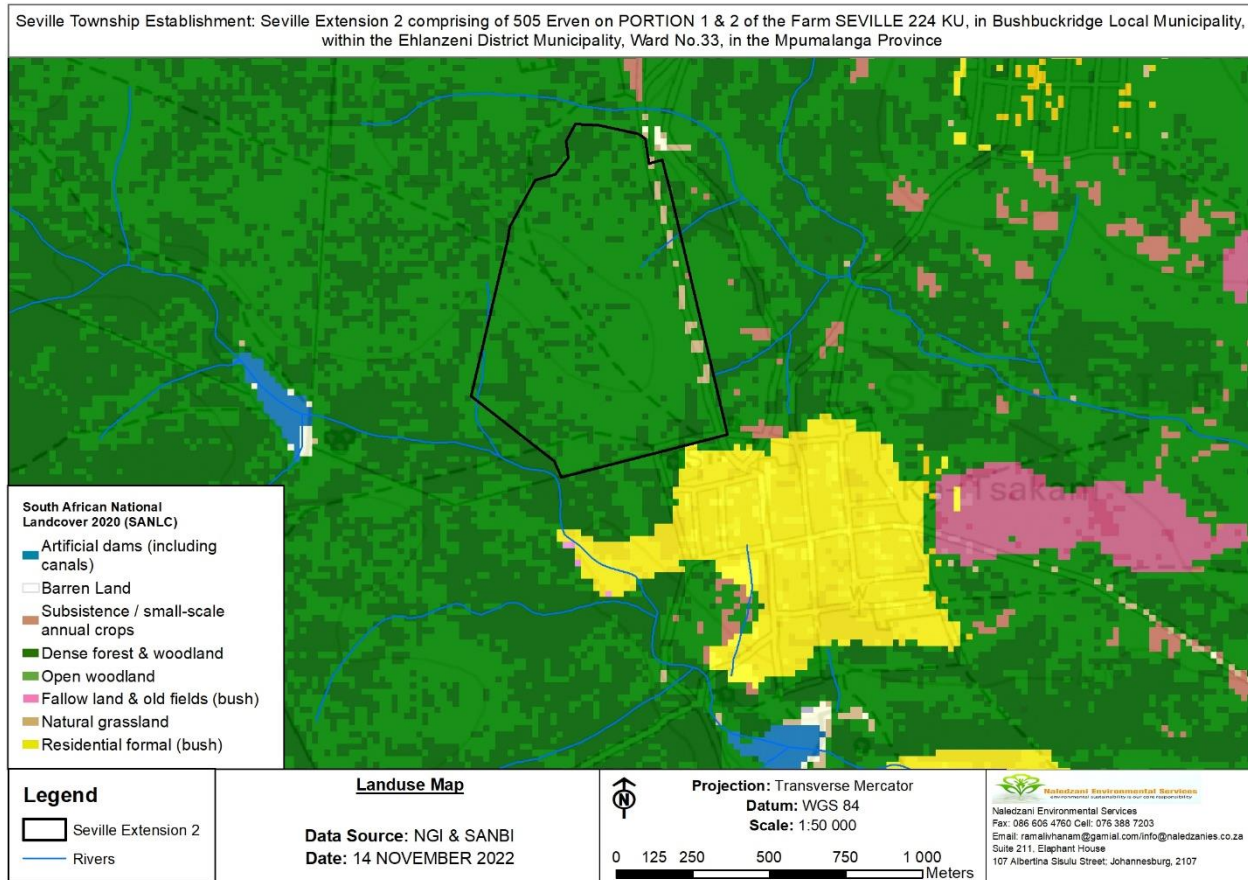 Seville Township Establishment: Seville Extension 2 comprising of 505 Erven on PORTION 1 & 2 of the Farm SEVILLE 224 KU, in Bushbuckridge Local Municipality,
within the Ehlanzeni District Municipality, Ward No.33, in the Mpumalanga Province
South African National
Landcover 2020 (SANLC)
Artificial dams (including
canals)
Barren Land
Subsistence / small-scale
annual crops
Dense forest & woodland
Open woodland
Fallow land & old fields (bush)
Natural grassland
Residential formal (bush)
Legend
Seville Extension 2
Rivers
Landuse Map
Data Source: NGI & SANBI
Date: 14 NOVEMBER 2022
N
Projection: Transverse Mercator
Datum: WGS 84
Scale: 1:50 000
0 125 250 500 750 1 000
Meters
Naledzani Environmental Services
environmental sustainability is our core responsibility
Naledzani Environmental Services
Fax: 086 606 4760 Cell: 076 388 7203
Email: ramalivhanam@gamial.com/info@naledzanies.co.za
Suite 211. Elaphant House
107 Albertina Sisulu Street; Johannesburg, 2107